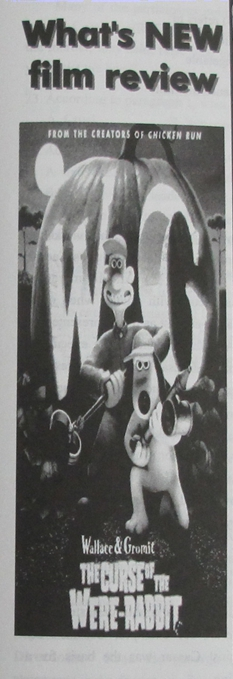 What's NEW
film review
FROM THE CREATORS OF CHICKEN RUN
W G
Wallace & Gromit
THE CURSE OF THE
WERE-RABBIT